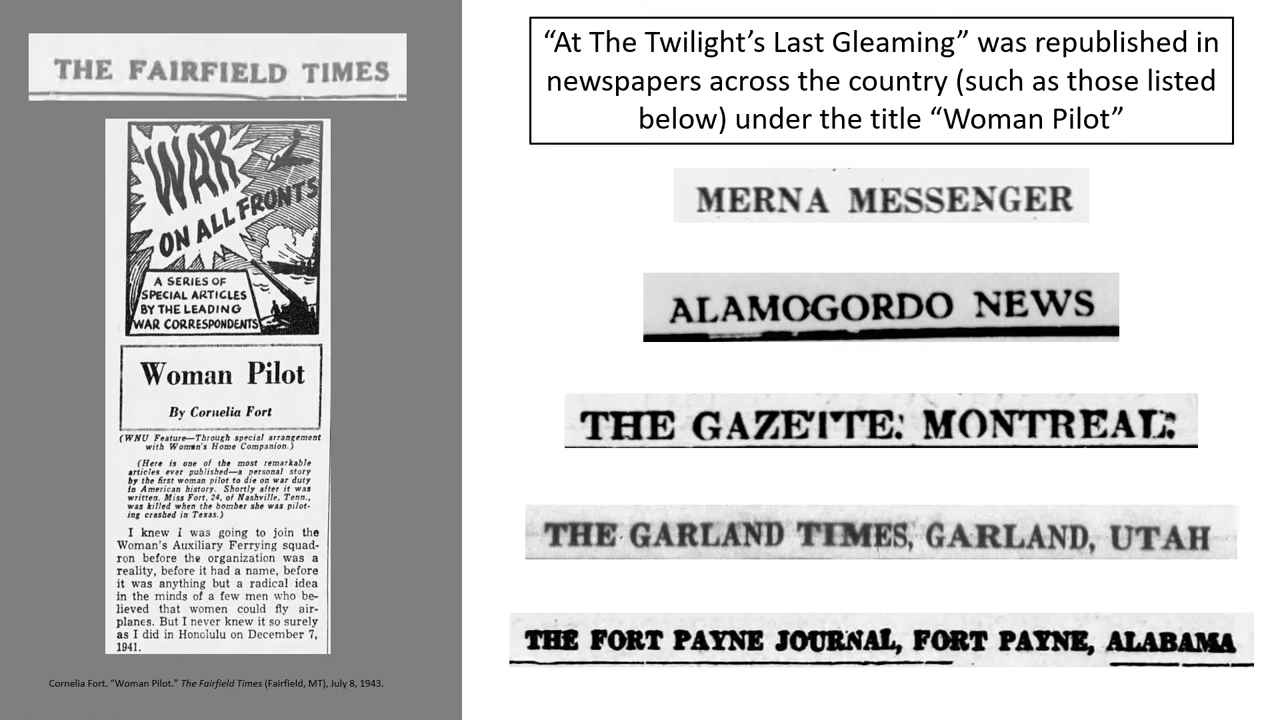 THE FAIRFIELD TIMES
WAR
ON ALL FRONTS
A SERIES OF
SPECIAL ARTICLES
BY THE LEADING
WAR CORRESPONDENTS
Woman Pilot
By Cornelia Fort
(WNU Feature—Through special arrangement
with Woman's Home Companion.)
(Here is one of the most remarkable
articles ever published—a personal story
by the first woman pilot to die on war duty
in American history. Shortly after it was
written, Miss Fort, 24, of Nashville, Tenn.,
was killed when the bomber she was pilot-
ing crashed in Texas.)
I knew I was going to join the
Woman's Auxiliary Ferrying squad-
ron before the organization was a
reality, before it had a name, before
it was anything but a radical idea
in the minds of a few men who be-
lieved that women could fly air-
planes. But I never knew it so surely
as I did in Honolulu on December 7,
1941.
Cornelia Fort. "Woman Pilot." The Fairfield Times (Fairfield, MT), July 8, 1943.
“At The Twilight’s Last Gleaming” was republished in
newspapers across the country (such as those listed
below) under the title “Woman Pilot”
MERNA MESSENGER
ALAMOGORDO NEWS
THE GAZETTE: MONTREAL:
THE GARLAND TIMES, GARLAND, UTAH
THE FORT PAYNE JOURNAL, FORT PAYNE, ALABAMA